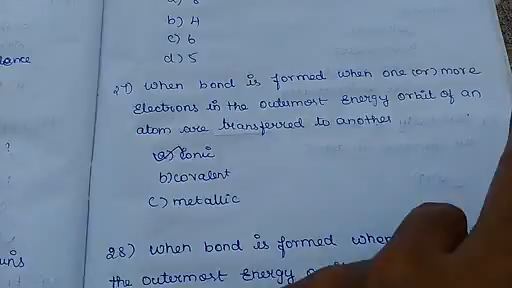 b) 4
c) 6
d) 5
27) when bond is formed when one (or) more
Electrons in the outermost Energy orbit of an
atom are transferred to another
a) Ionic
b) covalent
c) metallic
28) when bond is formed when
the outermost Energy